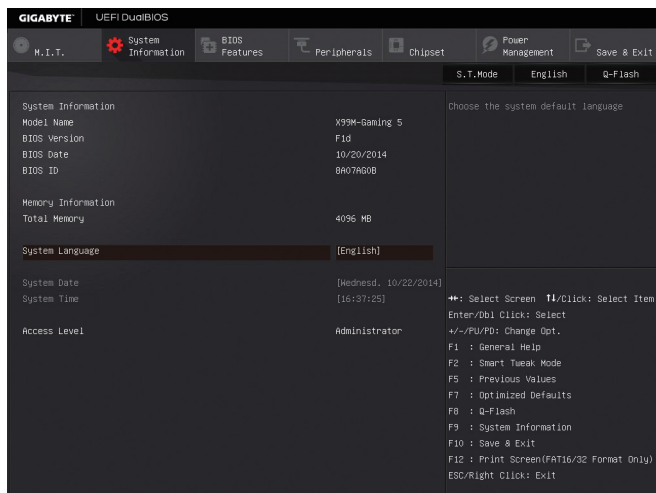 GIGABYTE™ UEFI DualBIOS
M.I.T.
System Information
BIOS Features
Peripherals
Chipset
Power Management
Save & Exit
S.T.Mode English Q-Flash
System Information
Model Name X99M-Gaming 5
BIOS Version F1d
BIOS Date 10/20/2014
BIOS ID 8A07AG0B
Memory Information
Total Memory 4096 MB
System Language [English]
System Date [Wednesd. 10/22/2014]
System Time [16:37:25]
Access Level Administrator
Choose the system default language
→←: Select Screen ↑↓/Click: Select Item
Enter/Dbl Click: Select
+/-/PU/PD: Change Opt.
F1 : General Help
F2 : Smart Tweak Mode
F5 : Previous Values
F7 : Optimized Defaults
F8 : Q-Flash
F9 : System Information
F10 : Save & Exit
F12 : Print Screen(FAT16/32 Format Only)
ESC/Right Click: Exit